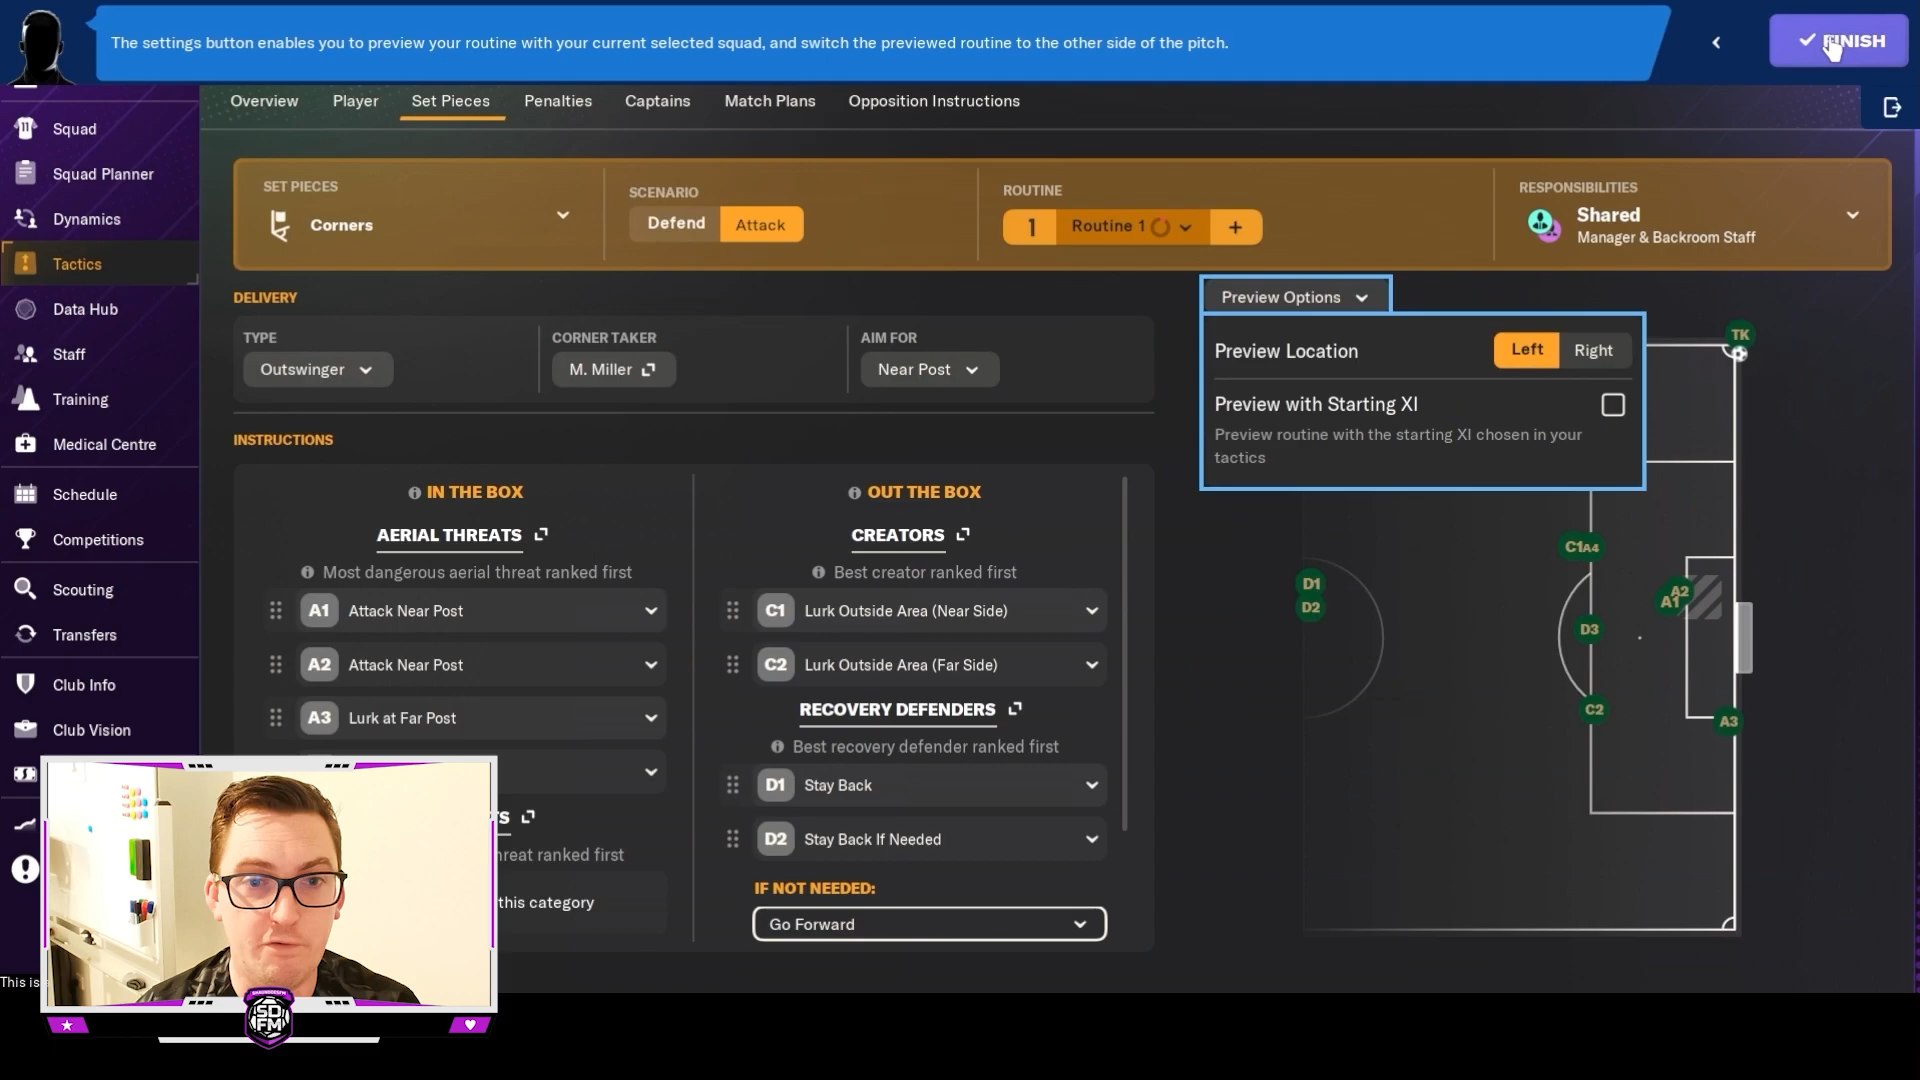 The settings button enables you to preview your routine with your current selected squad, and switch the previewed routine to the other side of the pitch.
FINISH
Overview
Player
Set Pieces
Penalties
Captains
Match Plans
Opposition Instructions
Squad
Squad Planner
Dynamics
Tactics
Data Hub
Staff
Training
Medical Centre
Schedule
Competitions
Scouting
Transfers
Club Info
Club Vision
SET PIECES
Corners
SCENARIO
Defend
Attack
ROUTINE
1
Routine 1
+
RESPONSIBILITIES
Shared
Manager & Backroom Staff
DELIVERY
TYPE
Outswinger
CORNER TAKER
M. Miller
AIM FOR
Near Post
INSTRUCTIONS
IN THE BOX
AERIAL THREATS
Most dangerous aerial threat ranked first
A1 Attack Near Post
A2 Attack Near Post
A3 Lurk at Far Post
threat ranked first
this category
OUT THE BOX
CREATORS
Best creator ranked first
C1 Lurk Outside Area (Near Side)
C2 Lurk Outside Area (Far Side)
RECOVERY DEFENDERS
Best recovery defender ranked first
D1 Stay Back
D2 Stay Back If Needed
IF NOT NEEDED:
Go Forward
Preview Options
Preview Location
Left
Right
Preview with Starting XI
Preview routine with the starting XI chosen in your
tactics
TK
C1A4
D1
D2
A2
A1
D3
C2
A3
This is
SD
FM